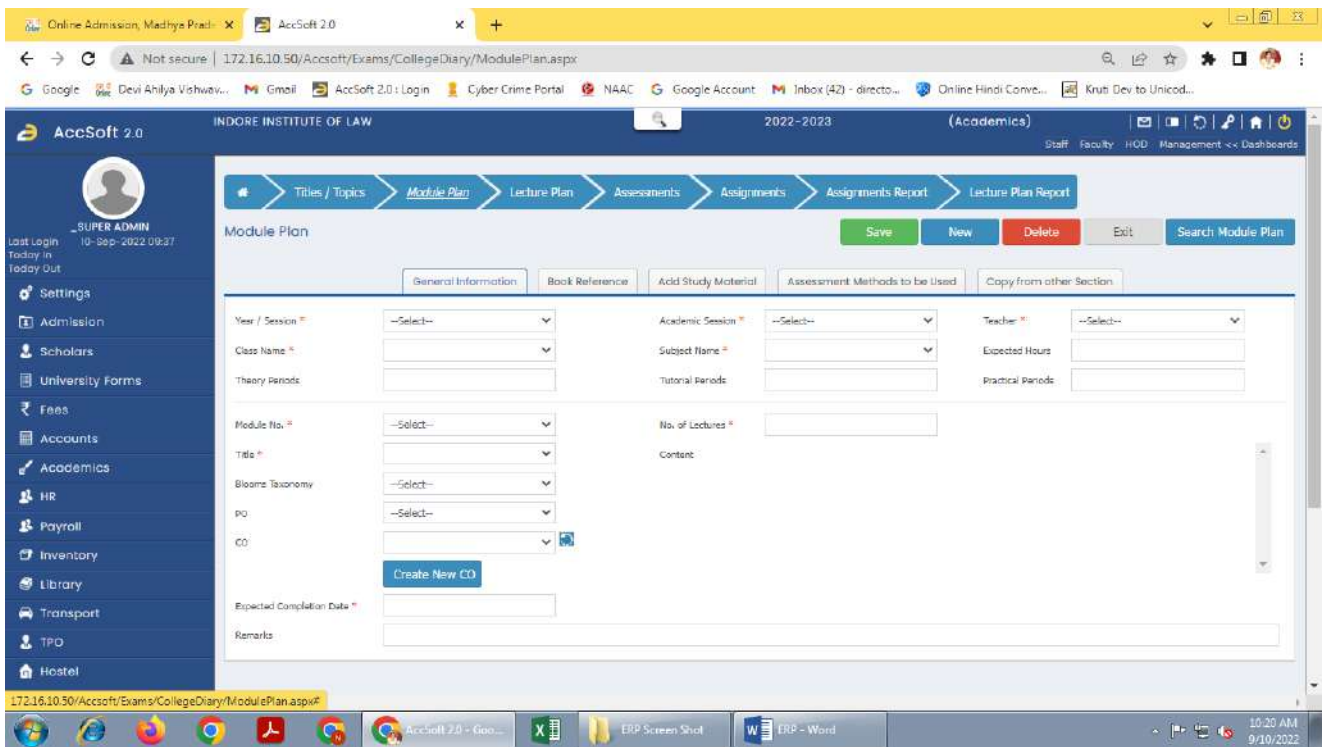 Online Admission, Madhya Prad
AccSoft 2.0
Not secure | 172.16.10.50/Accsoft/Exams/CollegeDiary/ModulePlan.aspx
Google Devi Ahilya Vishwav... Gmail AccSoft 2.0 : Login Cyber Crime Portal NAAC Google Account Inbox (42) - directo... Online Hindi Conve... Kruti Dev to Unicod...
AccSoft 2.0
INDORE INSTITUTE OF LAW 2022-2023 (Academics)
Staff Faculty HOD Management << Dashboards
_SUPER ADMIN
Last Login 10-Sep-2022 09:37
Today In
Today Out
Settings
Admission
Scholars
University Forms
Fees
Accounts
Academics
HR
Payroll
Inventory
Library
Transport
TPO
Hostel
Titles / Topics Module Plan Lecture Plan Assessments Assignments Assignments Report Lecture Plan Report
Module Plan Save New Delete Exit Search Module Plan
General Information Book Reference Add Study Material Assessment Methods to be Used Copy from other Section
Year / Session * --Select-- Academic Session * --Select-- Teacher * --Select--
Class Name * Subject Name * Expected Hours
Theory Periods Tutorial Periods Practical Periods
Module No. * --Select-- No. of Lectures *
Title * Content
Blooms Taxonomy --Select--
PO --Select--
CO
Create New CO
Expected Completion Date *
Remarks
172.16.10.50/Accsoft/Exams/CollegeDiary/ModulePlan.aspx#
AccSoft 2.0 - Goo... ERP Screen Shot ERP - Word
10:20 AM
9/10/2022